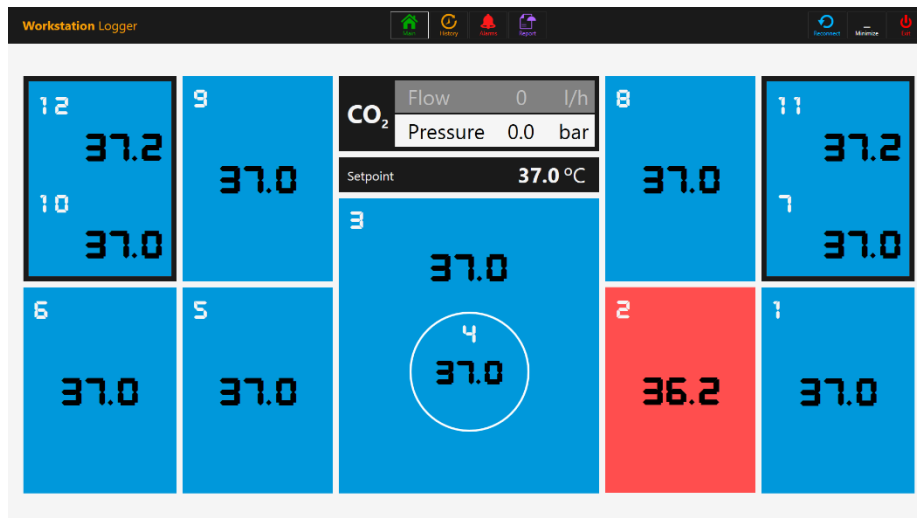 Workstation Logger
Main
History
Alarms
Report
Reconnect
Minimize
Exit
12
37.2
10
37.0
9
37.0
CO2
Flow 0 l/h
Pressure 0.0 bar
Setpoint 37.0 °C
3
37.0
4
37.0
8
37.0
11
37.2
7
37.0
6
37.0
5
37.0
2
36.2
1
37.0